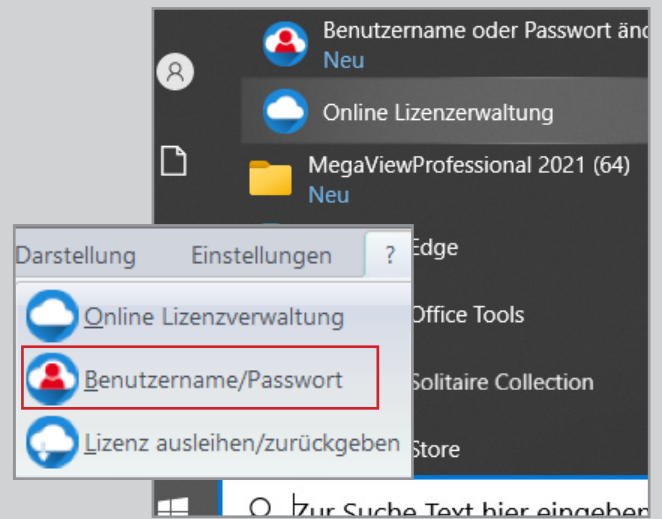 Benutzername oder Passwort änd
Neu
Online Lizenzerwaltung
MegaViewProfessional 2021 (64)
Neu
Edge
Office Tools
Solitaire Collection
Store
Zur Suche Text hier eingeben
Darstellung Einstellungen ?
Online Lizenzverwaltung
Benutzername/Passwort
Lizenz ausleihen/zurückgeben